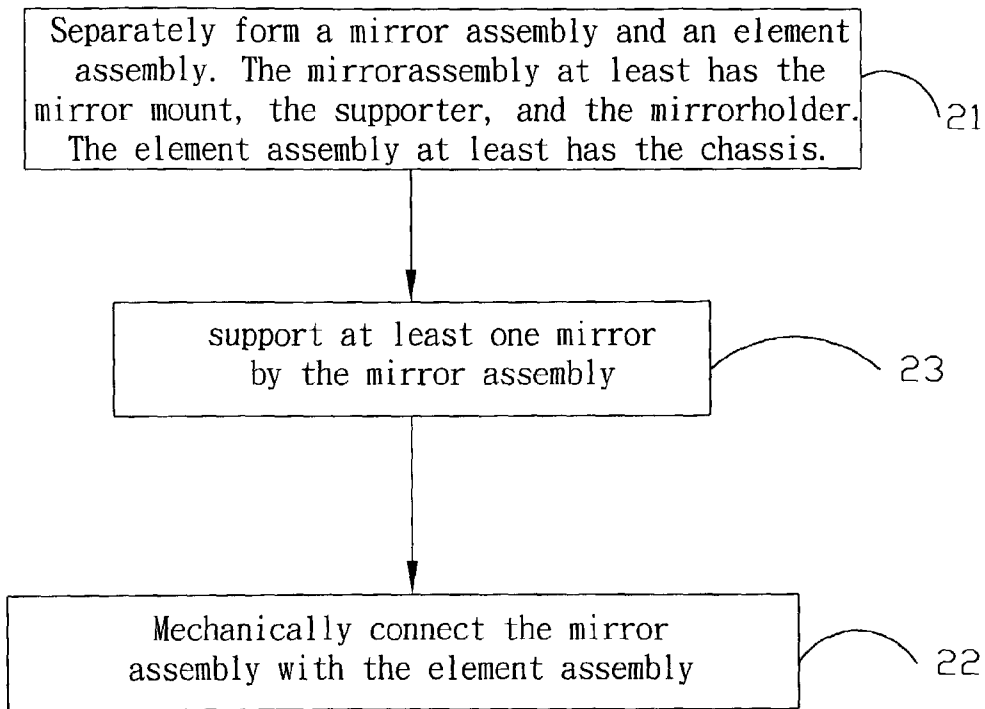 Separately form a mirror assembly and an element
assembly. The mirrorassembly at least has the
mirror mount, the supporter, and the mirrorholder.
The element assembly at least has the chassis.
21
support at least one mirror
by the mirror assembly
23
Mechanically connect the mirror
assembly with the element assembly
22